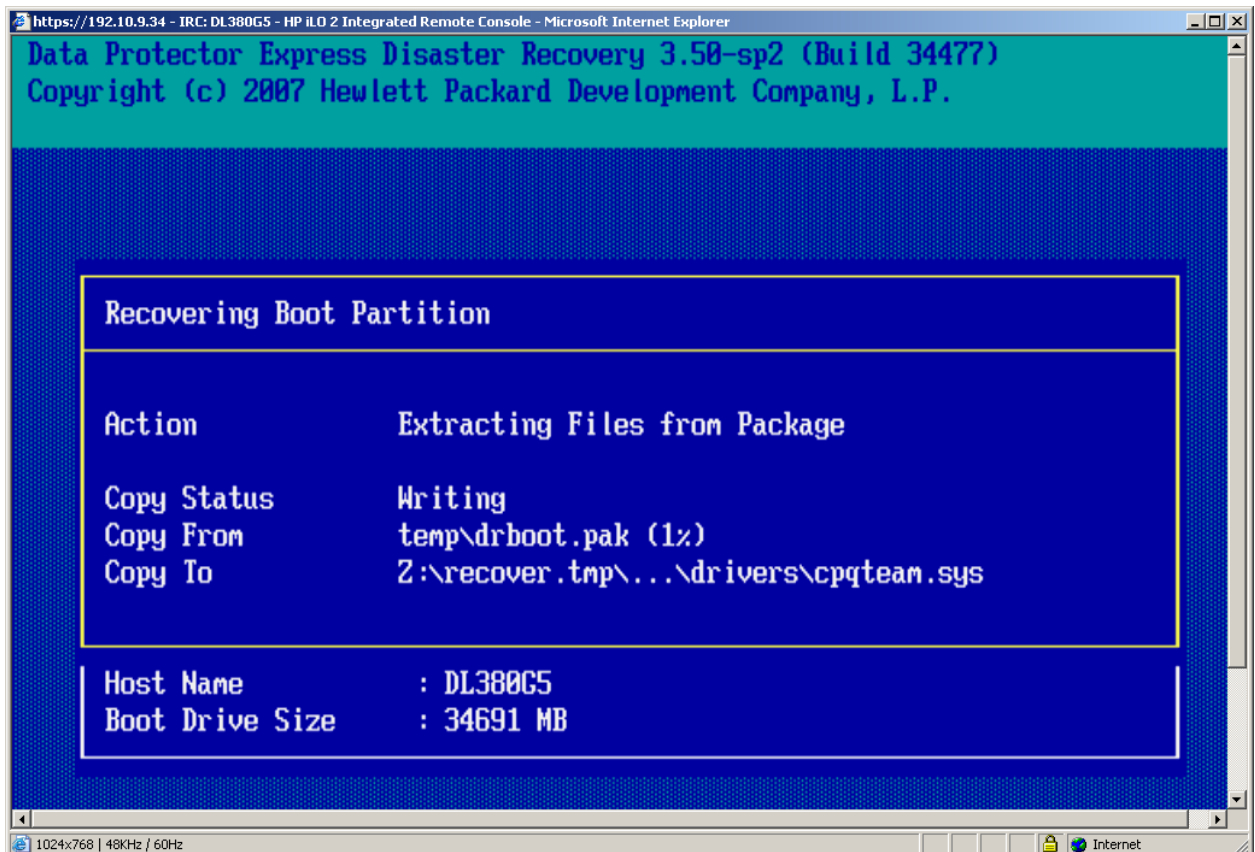 https://192.10.9.34 - IRC: DL380G5 - HP iLO 2 Integrated Remote Console - Microsoft Internet Explorer
Data Protector Express Disaster Recovery 3.50-sp2 (Build 34477)
Copyright (c) 2007 Hewlett Packard Development Company, L.P.
Recovering Boot Partition
Action Extracting Files from Package
Copy Status Writing
Copy From temp\drboot.pak (1%)
Copy To Z:\recover.tmp\...\drivers\cpqteam.sys
Host Name : DL380G5
Boot Drive Size : 34691 MB
1024x768 | 48KHz / 60Hz Internet